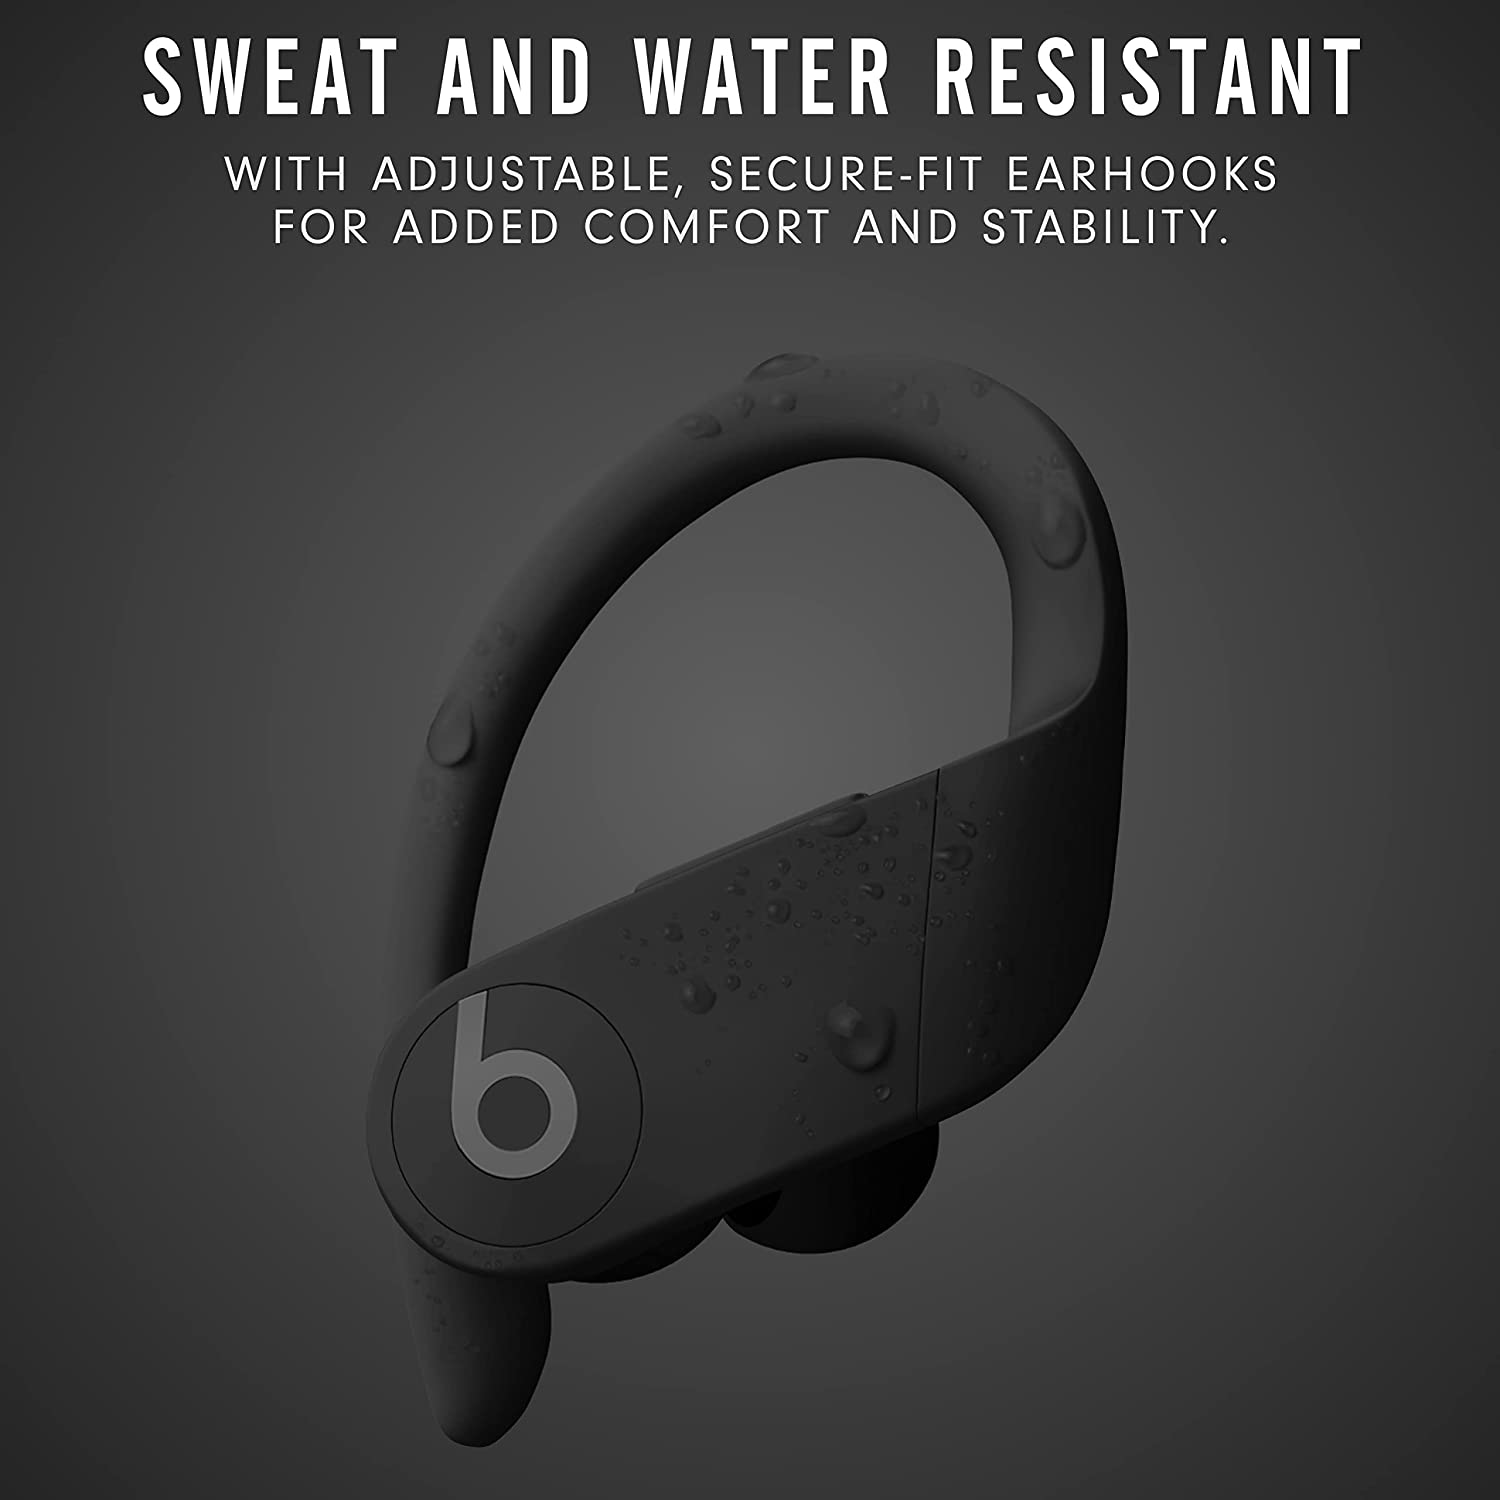 SWEAT AND WATER RESISTANT
WITH ADJUSTABLE, SECURE-FIT EARHOOKS
FOR ADDED COMFORT AND STABILITY.
b